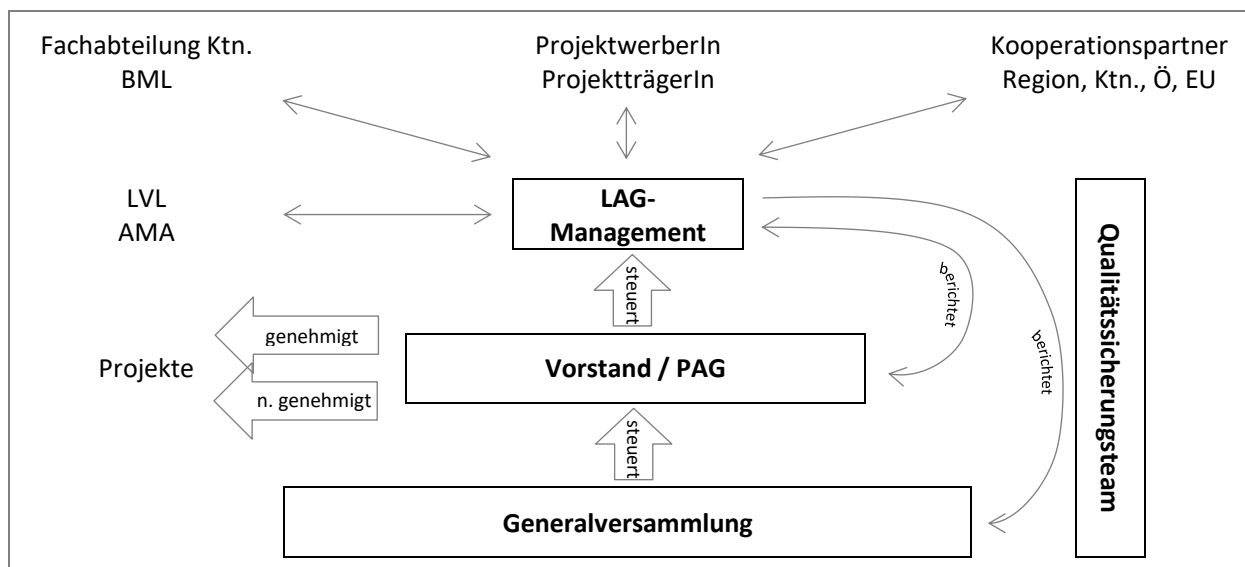 Fachabteilung Ktn.
BML
ProjektwerberIn
ProjektträgerIn
Kooperationspartner
Region, Ktn., Ö, EU
LVL
AMA
LAG-
Management
steuert
berichtet
berichtet
Qualitätssicherungsteam
genehmigt
Projekte
n. genehmigt
Vorstand / PAG
steuert
Generalversammlung